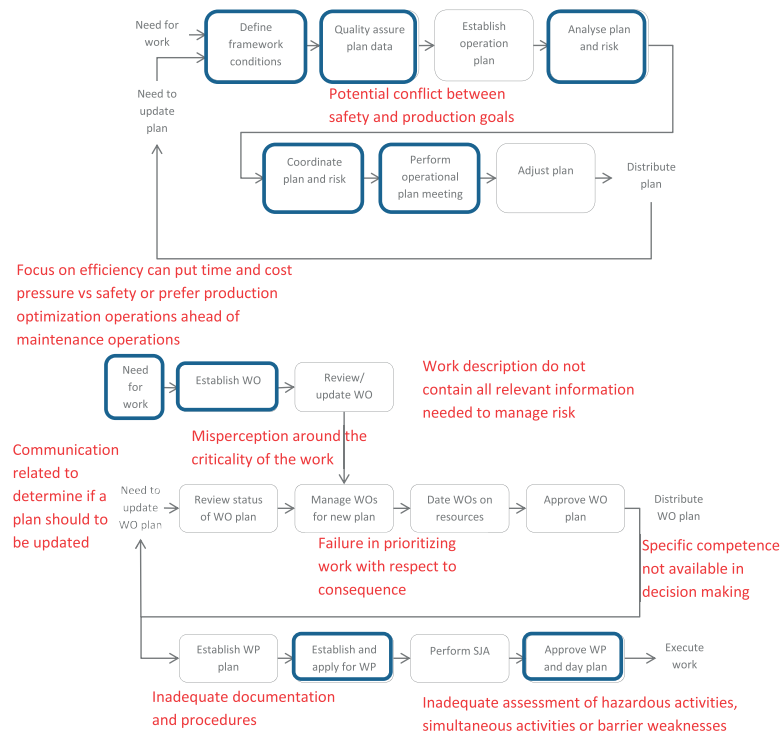 Need for
work
Define
framework
conditions
Quality assure
plan data
Establish
operation
plan
Analyse plan
and risk
Need to
update
plan
Potential conflict between
safety and production goals
Coordinate
plan and risk
Perform
operational
plan meeting
Adjust plan
Distribute
plan
Focus on efficiency can put time and cost
pressure vs safety or prefer production
optimization operations ahead of
maintenance operations
Need
for
work
Establish WO
Review/
update WO
Work description do not
contain all relevant information
needed to manage risk
Misperception around the
criticality of the work
Communication
related to
determine if a
plan should to
be updated
Need to
update
WO plan
Review status
of WO plan
Manage WOs
for new plan
Date WOs on
resources
Approve WO
plan
Distribute
WO plan
Failure in prioritizing
work with respect to
consequence
Specific competence
not available in
decision making
Establish WP
plan
Establish and
apply for WP
Perform SJA
Approve WP
and day plan
Execute
work
Inadequate documentation
and procedures
Inadequate assessment of hazardous activities,
simultaneous activities or barrier weaknesses